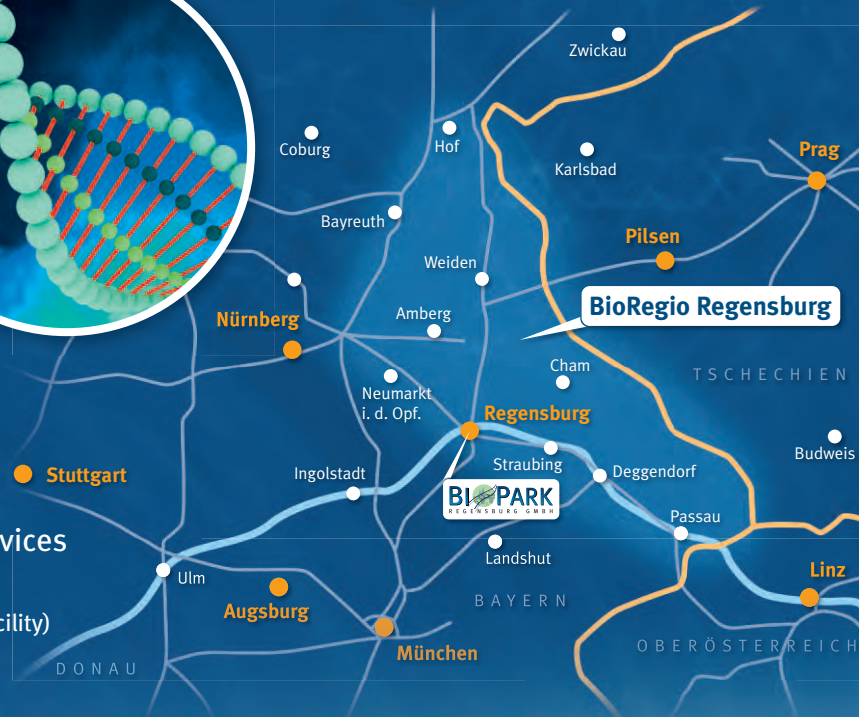 Zwickau
Coburg
Hof
Karlsbad
Prag
Bayreuth
Pilsen
Weiden
BioRegio Regensburg
Nürnberg
Amberg
Cham
TSCHECHIEN
Neumarkt
i. d. Opf.
Regensburg
Budweis
Stuttgart
Ingolstadt
Straubing
Deggendorf
BIOPARK
REGENSBURG GMBH
Passau
vices
Landshut
Ulm
Linz
Augsburg
BAYERN
cility)
München
OBERÖSTERREICH
DONAU